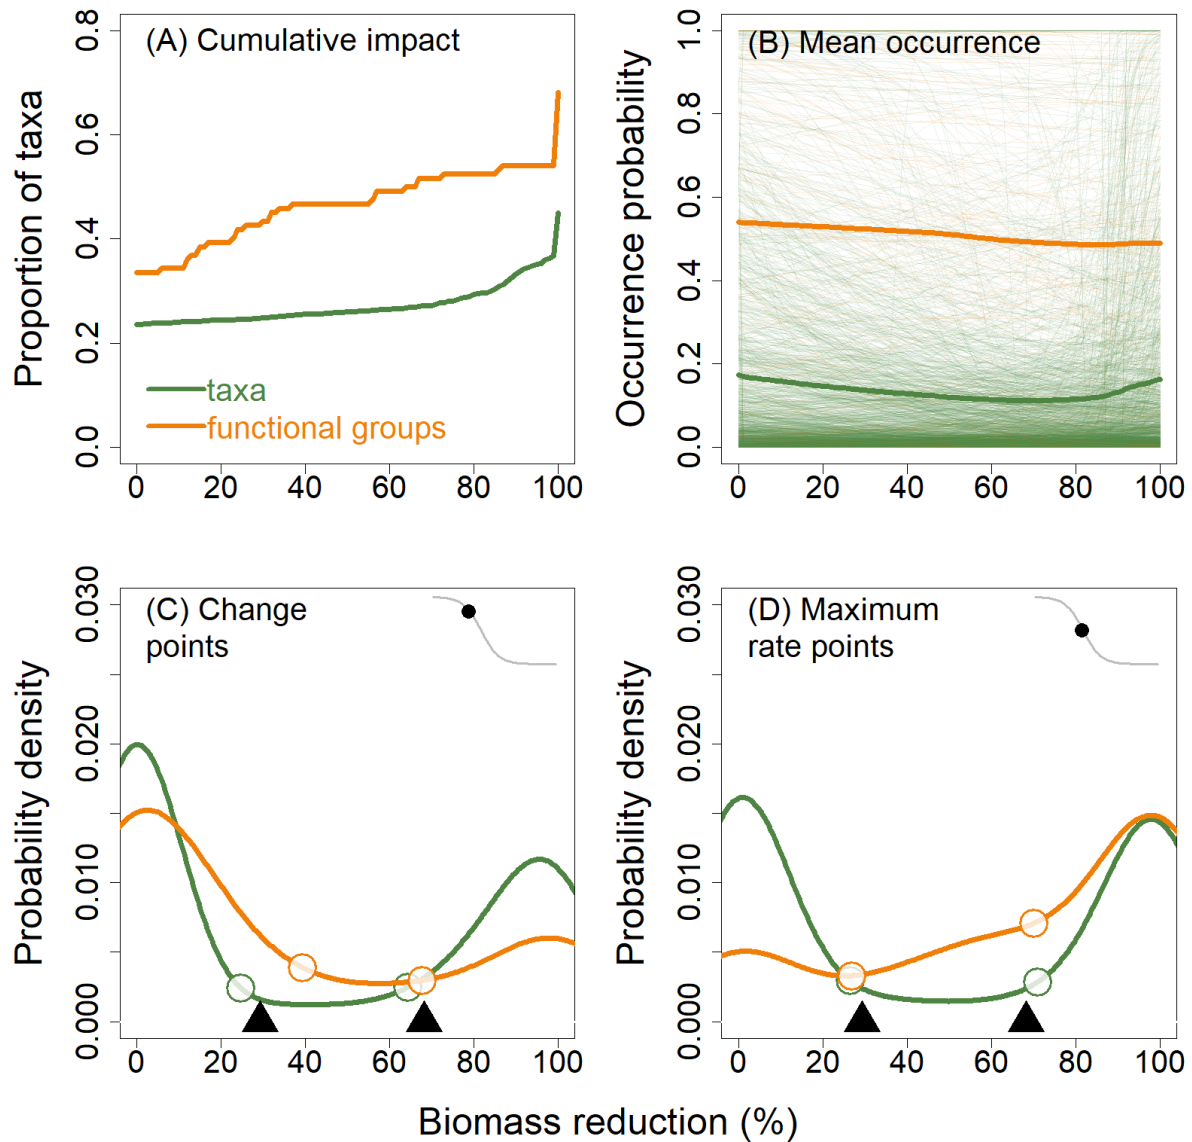 (A) Cumulative impact
Proportion of taxa
0.8
0.6
0.4
0.2
0.0
taxa
functional groups
0 20 40 60 80 100
(B) Mean occurrence
Occurrence probability
1.0
0.8
0.6
0.4
0.2
0.0
0 20 40 60 80 100
(C) Change
points
Probability density
0.030
0.020
0.010
0.000
0 20 40 60 80 100
(D) Maximum
rate points
Probability density
0.030
0.020
0.010
0.000
0 20 40 60 80 100
Biomass reduction (%)